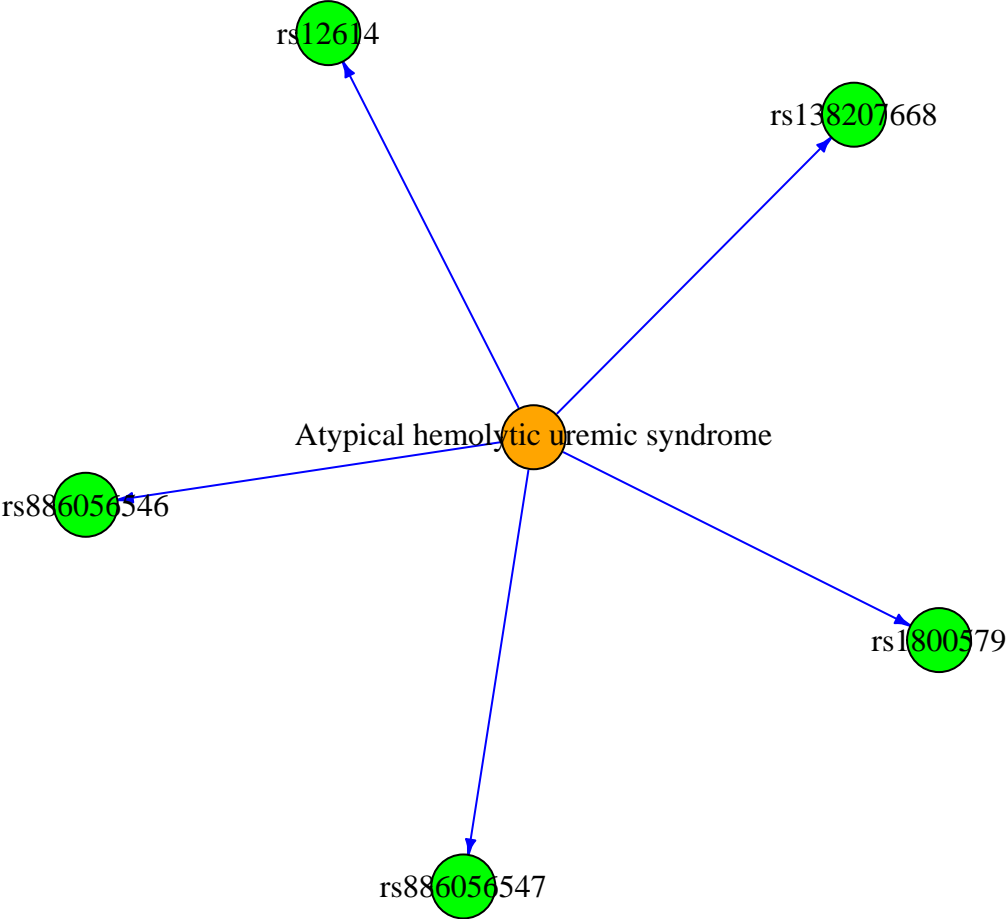 rs12614
rs138207668
Atypical hemolytic uremic syndrome
rs886056546
rs1800579
rs886056547